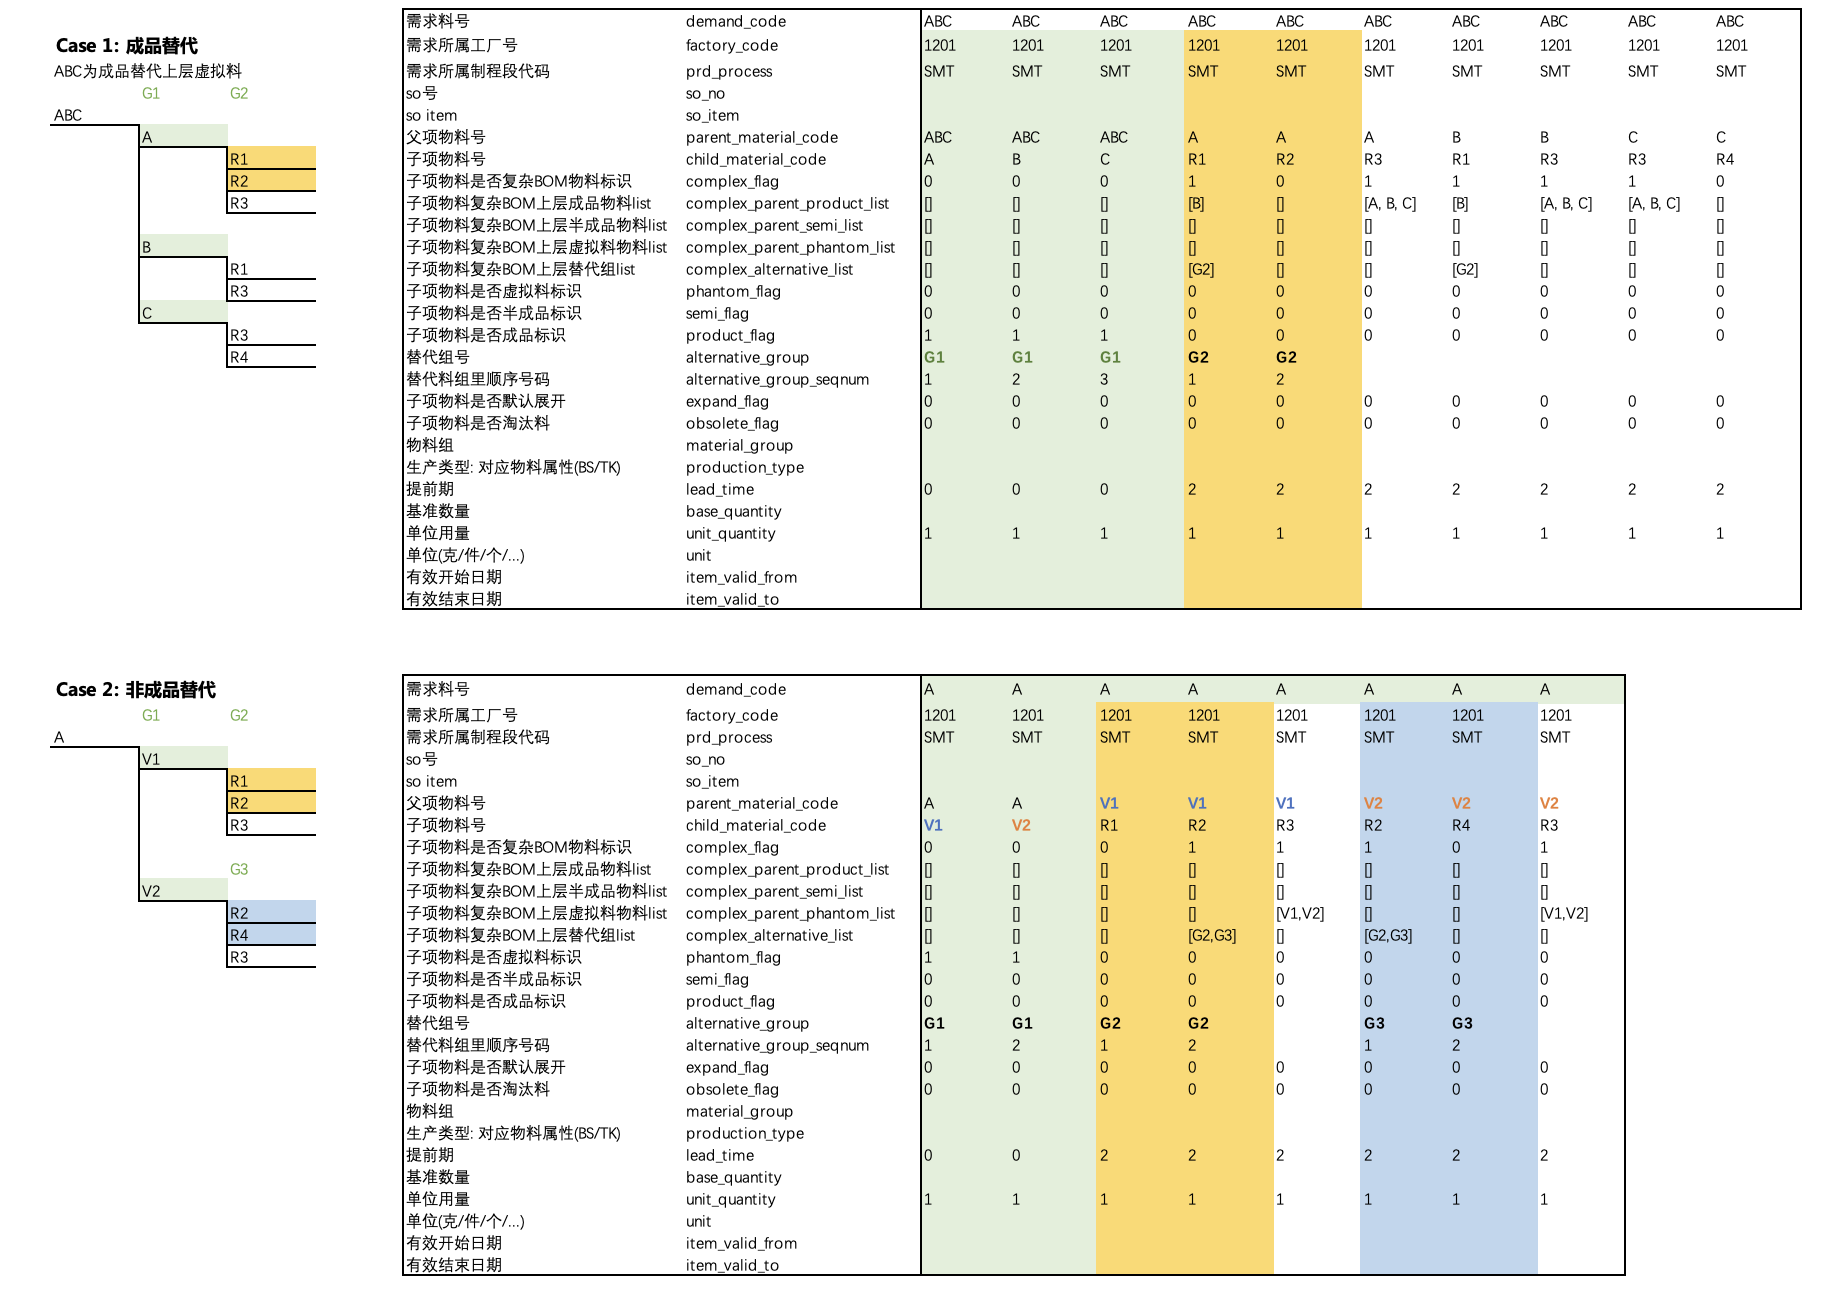 Case 1: 成品替代
ABC为成品替代上层虚拟料
G1 G2
ABC
A
R1
R2
R3
B
R1
R3
C
R3
R4
需求料号 demand_code ABC ABC ABC ABC ABC ABC ABC ABC ABC ABC
需求所属工厂号 factory_code 1201 1201 1201 1201 1201 1201 1201 1201 1201 1201
需求所属制程段代码 prd_process SMT SMT SMT SMT SMT SMT SMT SMT SMT SMT
so号 so_no
so item so_item
父项物料号 parent_material_code ABC ABC ABC A A A B B C C
子项物料号 child_material_code A B C R1 R2 R3 R1 R3 R3 R4
子项物料是否复杂BOM物料标识 complex_flag 0 0 0 1 0 1 1 1 1 0
子项物料复杂BOM上层成品物料list complex_parent_product_list [] [] [] [B] [] [A, B, C] [B] [A, B, C] [A, B, C] []
子项物料复杂BOM上层半成品物料list complex_parent_semi_list [] [] [] [] [] [] [] [] [] []
子项物料复杂BOM上层虚拟料物料list complex_parent_phantom_list [] [] [] [] [] [] [] [] [] []
子项物料复杂BOM上层替代组list complex_alternative_list [] [] [] [G2] [] [] [G2] [] [] []
子项物料是否虚拟料标识 phantom_flag 0 0 0 0 0 0 0 0 0 0
子项物料是否半成品标识 semi_flag 0 0 0 0 0 0 0 0 0 0
子项物料是否成品标识 product_flag 1 1 1 0 0 0 0 0 0 0
替代组号 alternative_group G1 G1 G1 G2 G2
替代料组里顺序号码 alternative_group_seqnum 1 2 3 1 2
子项物料是否默认展开 expand_flag 0 0 0 0 0 0 0 0 0 0
子项物料是否淘汰料 obsolete_flag 0 0 0 0 0 0 0 0 0 0
物料组 material_group
生产类型: 对应物料属性(BS/TK) production_type
提前期 lead_time 0 0 0 2 2 2 2 2 2 2
基准数量 base_quantity
单位用量 unit_quantity 1 1 1 1 1 1 1 1 1 1
单位(克/件/个/...) unit
有效开始日期 item_valid_from
有效结束日期 item_valid_to
Case 2: 非成品替代
G1 G2
A
V1
R1
R2
R3
G3
V2
R2
R4
R3
需求料号 demand_code A A A A A A A A
需求所属工厂号 factory_code 1201 1201 1201 1201 1201 1201 1201 1201
需求所属制程段代码 prd_process SMT SMT SMT SMT SMT SMT SMT SMT
so号 so_no
so item so_item
父项物料号 parent_material_code A A V1 V1 V1 V2 V2 V2
子项物料号 child_material_code V1 V2 R1 R2 R3 R2 R4 R3
子项物料是否复杂BOM物料标识 complex_flag 0 0 0 1 1 1 0 1
子项物料复杂BOM上层成品物料list complex_parent_product_list [] [] [] [] [] [] [] []
子项物料复杂BOM上层半成品物料list complex_parent_semi_list [] [] [] [] [] [] [] []
子项物料复杂BOM上层虚拟料物料list complex_parent_phantom_list [] [] [] [] [V1,V2] [] [] [V1,V2]
子项物料复杂BOM上层替代组list complex_alternative_list [] [] [] [G2,G3] [] [G2,G3] [] []
子项物料是否虚拟料标识 phantom_flag 1 1 0 0 0 0 0 0
子项物料是否半成品标识 semi_flag 0 0 0 0 0 0 0 0
子项物料是否成品标识 product_flag 0 0 0 0 0 0 0 0
替代组号 alternative_group G1 G1 G2 G2 G3 G3
替代料组里顺序号码 alternative_group_seqnum 1 2 1 2 1 2
子项物料是否默认展开 expand_flag 0 0 0 0 0 0 0 0
子项物料是否淘汰料 obsolete_flag 0 0 0 0 0 0 0 0
物料组 material_group
生产类型: 对应物料属性(BS/TK) production_type
提前期 lead_time 0 0 2 2 2 2 2 2
基准数量 base_quantity
单位用量 unit_quantity 1 1 1 1 1 1 1 1
单位(克/件/个/...) unit
有效开始日期 item_valid_from
有效结束日期 item_valid_to